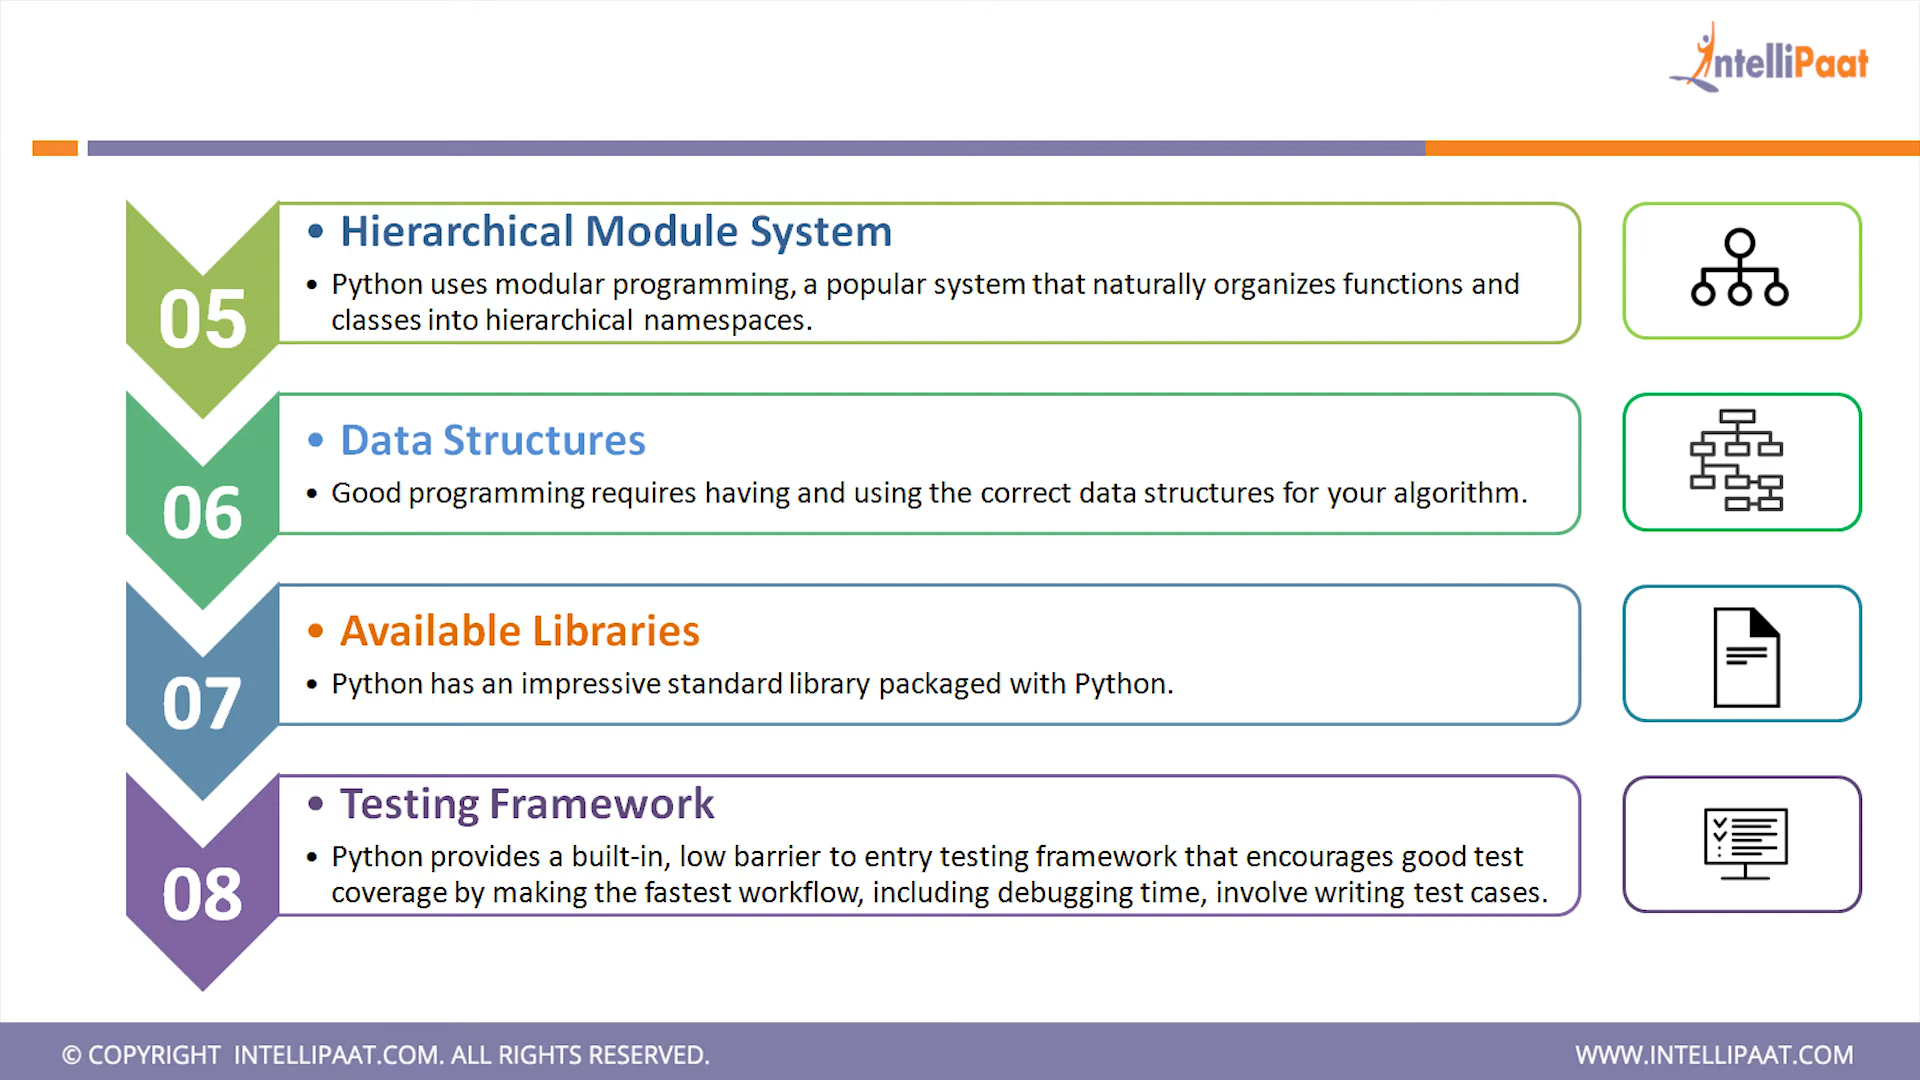 IntelliPaat
05
• Hierarchical Module System
• Python uses modular programming, a popular system that naturally organizes functions and
classes into hierarchical namespaces.
06
• Data Structures
• Good programming requires having and using the correct data structures for your algorithm.
07
• Available Libraries
• Python has an impressive standard library packaged with Python.
08
• Testing Framework
• Python provides a built-in, low barrier to entry testing framework that encourages good test
coverage by making the fastest workflow, including debugging time, involve writing test cases.
© COPYRIGHT INTELLIPAAT.COM. ALL RIGHTS RESERVED.
WWW.INTELLIPAAT.COM